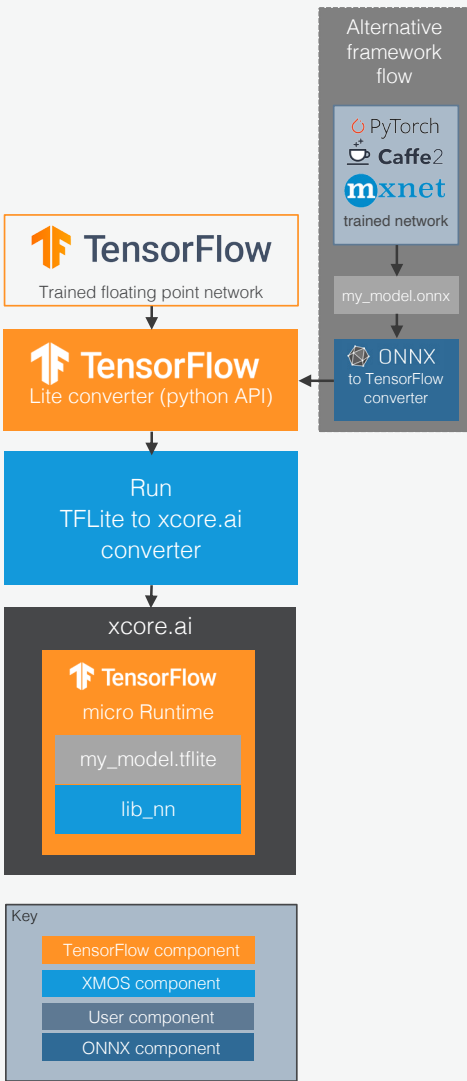 Alternative
framework
flow
PyTorch
Caffe2
mxnet
trained network
my_model.onnx
ONNX
to TensorFlow
converter
TensorFlow
Trained floating point network
TensorFlow
Lite converter (python API)
Run
TFLite to xcore.ai
converter
xcore.ai
TensorFlow
micro Runtime
my_model.tflite
lib_nn
Key
TensorFlow component
XMOS component
User component
ONNX component